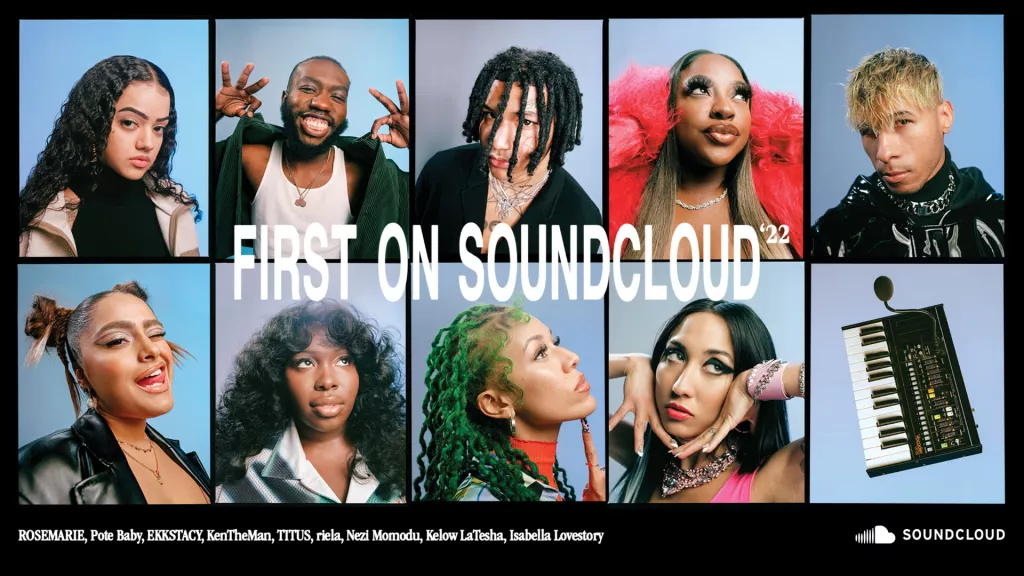 FIRST ON SOUNDCLOUD '22
ROSEMARIE, Pote Baby, EKKSTACY, KenTheMan, TITUS, riela, Nezi Momodu, Kelow LaTesha, Isabella Lovestory
SOUNDCLOUD